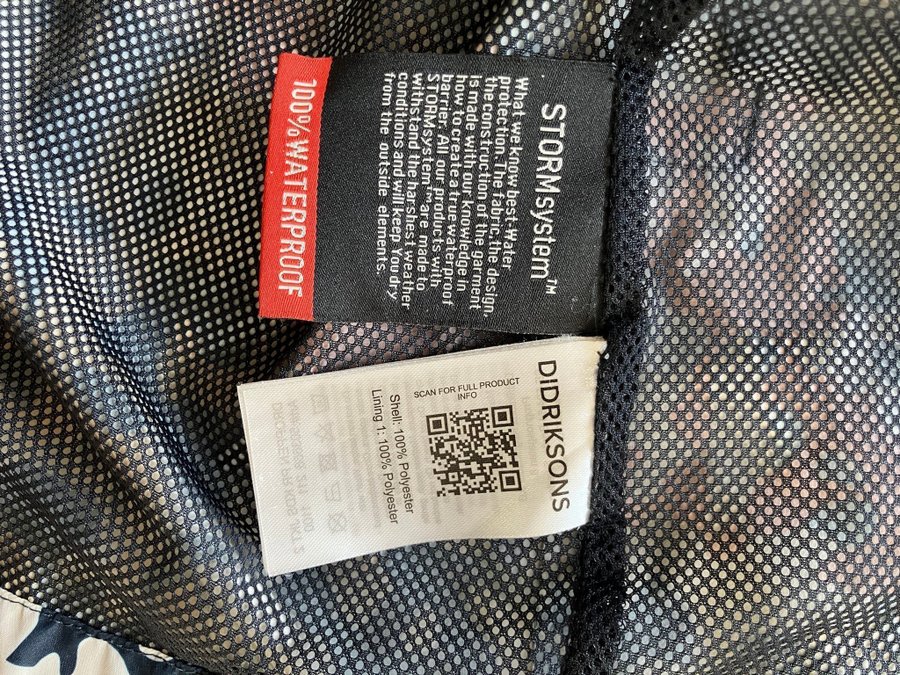 STORMsystem™
What we know best-Water
protection. The fabric, the design,
the construction of the garment
is made with our knowledge in
how to create a true waterproof
barrier. All our products with
STORMsystem™ are made to
withstand the harshest weather
conditions and will keep You dry
from the outside elements.
100% WATERPROOF
DIDRIKSONS
SCAN FOR FULL PRODUCT
INFO
Shell: 100% Polyester
Lining 1: 100% Polyester